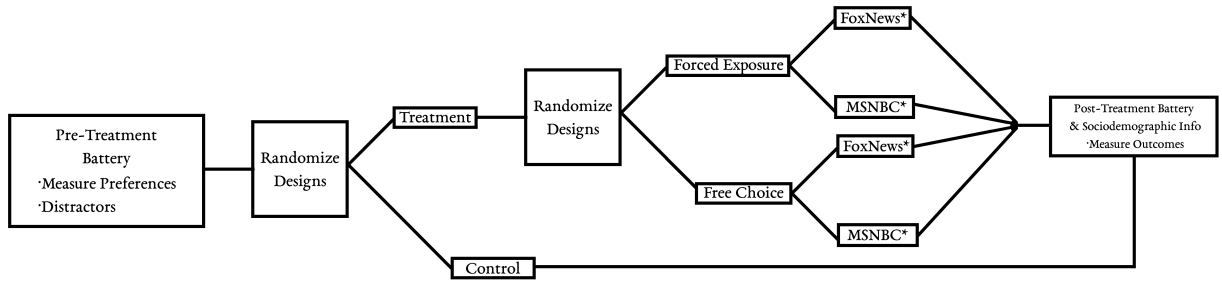 Pre-Treatment
Battery
·Measure Preferences
·Distractors
Randomize
Designs
Treatment
Control
Randomize
Designs
Forced Exposure
Free Choice
FoxNews*
MSNBC*
FoxNews*
MSNBC*
Post-Treatment Battery
& Sociodemographic Info
·Measure Outcomes